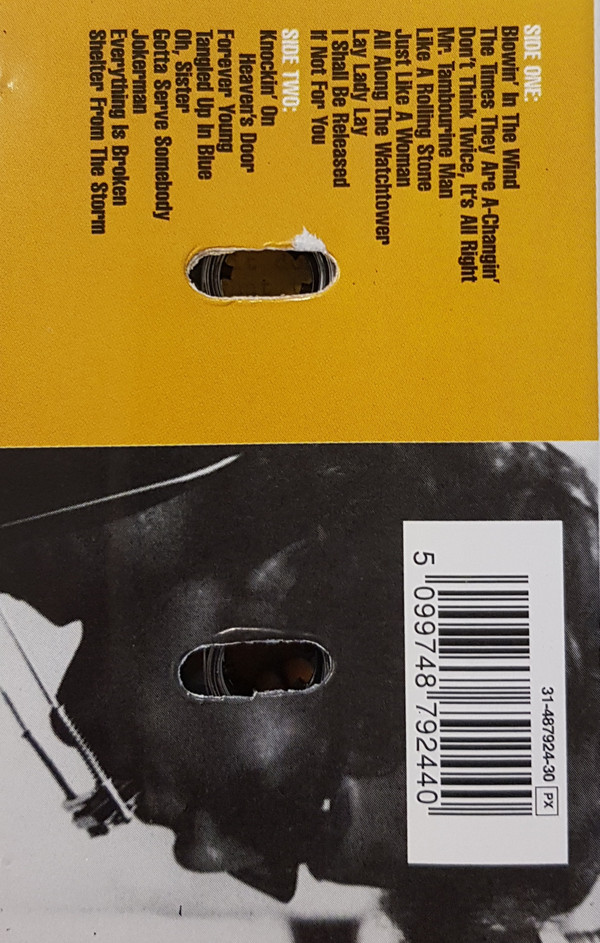 SIDE ONE:
Blowin' In The Wind
The Times They Are A-Changin'
Don't Think Twice, It's All Right
Mr. Tambourine Man
Like A Rolling Stone
Just Like A Woman
All Along The Watchtower
Lay Lady Lay
I Shall Be Released
If Not For You
SIDE TWO:
Knockin' On
Heaven's Door
Forever Young
Tangled Up In Blue
Oh, Sister
Gotta Serve Somebody
Jokerman
Everything Is Broken
Shelter From The Storm
31-487924-30 PX
5 099748 792440